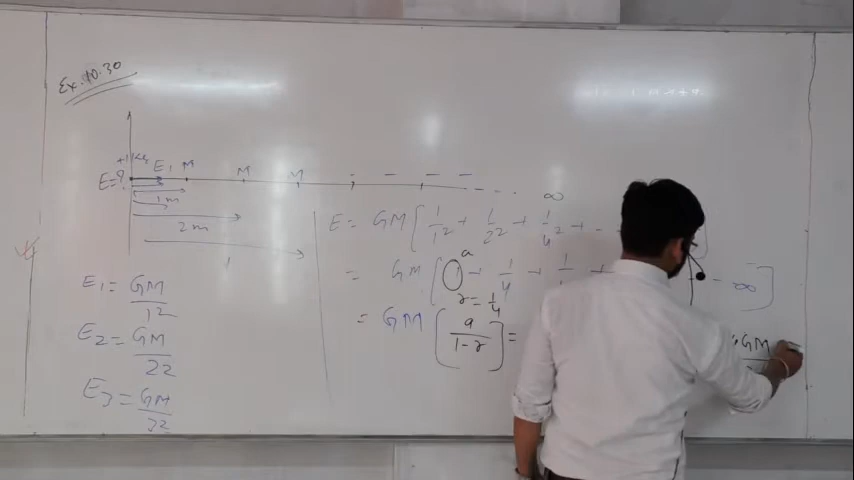 Ex. 10.30
E1 M M M - - - -
E=?
1m
2m
- - . . ∞
E = GM [ 1/1² + 1/2² + 1/4² + - .
= GM [ 1 + 1/4 + 1/ + - ∞ ]
a
r = 1/4
= GM ( a/1-r ) =
GM
E1 = GM/12
E2 = GM/22
E3 = GM/32